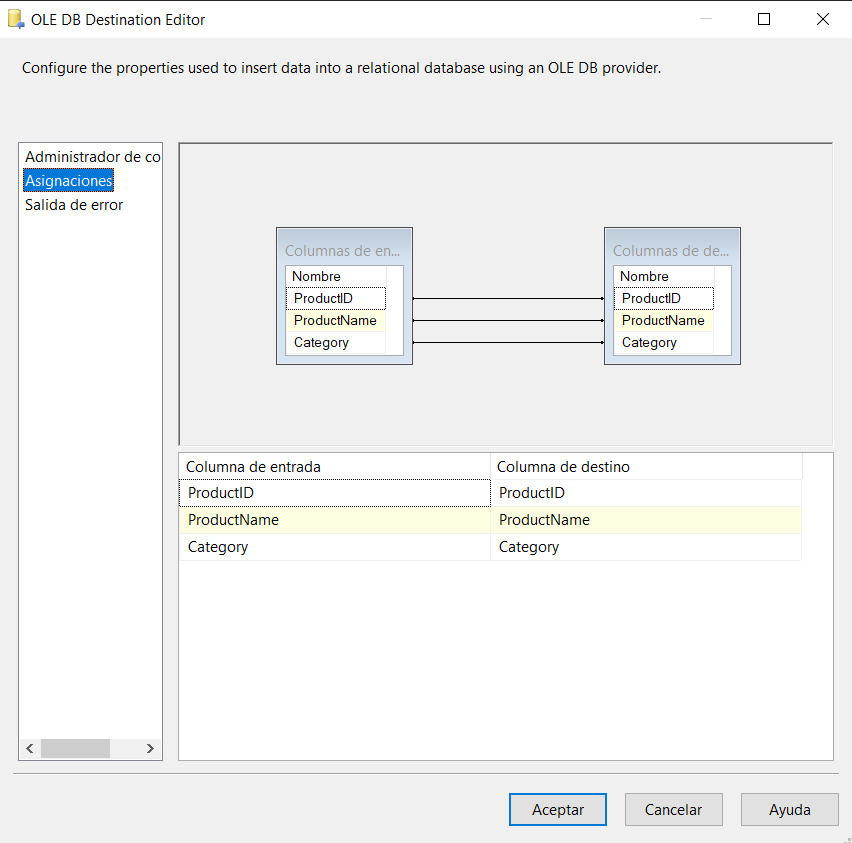 OLE DB Destination Editor
Configure the properties used to insert data into a relational database using an OLE DB provider.
Administrador de co
Asignaciones
Salida de error
Columnas de en...
Nombre
ProductID
ProductName
Category
Columnas de de...
Nombre
ProductID
ProductName
Category
Columna de entrada Columna de destino
ProductID ProductID
ProductName ProductName
Category Category
Aceptar Cancelar Ayuda